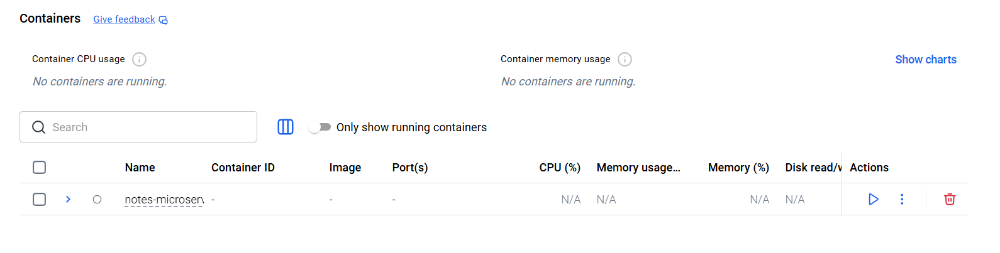 Containers Give feedback
Container CPU usage Container memory usage Show charts
No containers are running. No containers are running.
Search Only show running containers
Name Container ID Image Port(s) CPU (%) Memory usage... Memory (%) Disk read/ Actions
notes-microser - - - N/A N/A N/A N/A